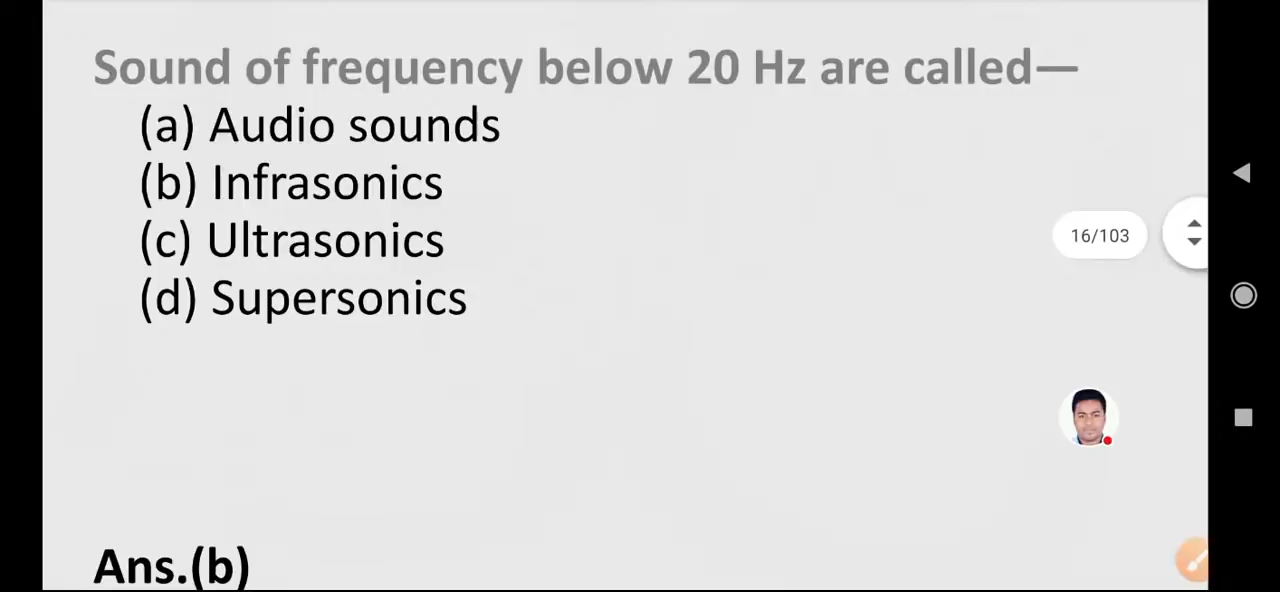 Sound of frequency below 20 Hz are called—
(a) Audio sounds
(b) Infrasonics
(c) Ultrasonics
16/103
(d) Supersonics
Ans.(b)